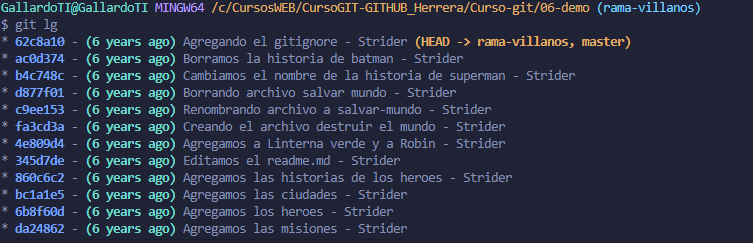 GallardoTI@GallardoTI MINGW64 /c/CursosWEB/CursoGIT-GITHUB_Herrera/Curso-git/06-demo (rama-villanos)
$ git lg
* 62c8a10 - (6 years ago) Agregando el gitignore - Strider (HEAD -> rama-villanos, master)
* ac0d374 - (6 years ago) Borramos la historia de batman - Strider
* b4c748c - (6 years ago) Cambiamos el nombre de la historia de superman - Strider
* d877f01 - (6 years ago) Borrando archivo salvar mundo - Strider
* c9ee153 - (6 years ago) Renombrando archivo a salvar-mundo - Strider
* fa3cd3a - (6 years ago) Creando el archivo destruir el mundo - Strider
* 4e809d4 - (6 years ago) Agregamos a Linterna verde y a Robin - Strider
* 345d7de - (6 years ago) Editamos el readme.md - Strider
* 860c6c2 - (6 years ago) Agregamos las historias de los heroes - Strider
* bc1a1e5 - (6 years ago) Agregamos las ciudades - Strider
* 6b8f60d - (6 years ago) Agregamos los heroes - Strider
* da24862 - (6 years ago) Agregamos las misiones - Strider